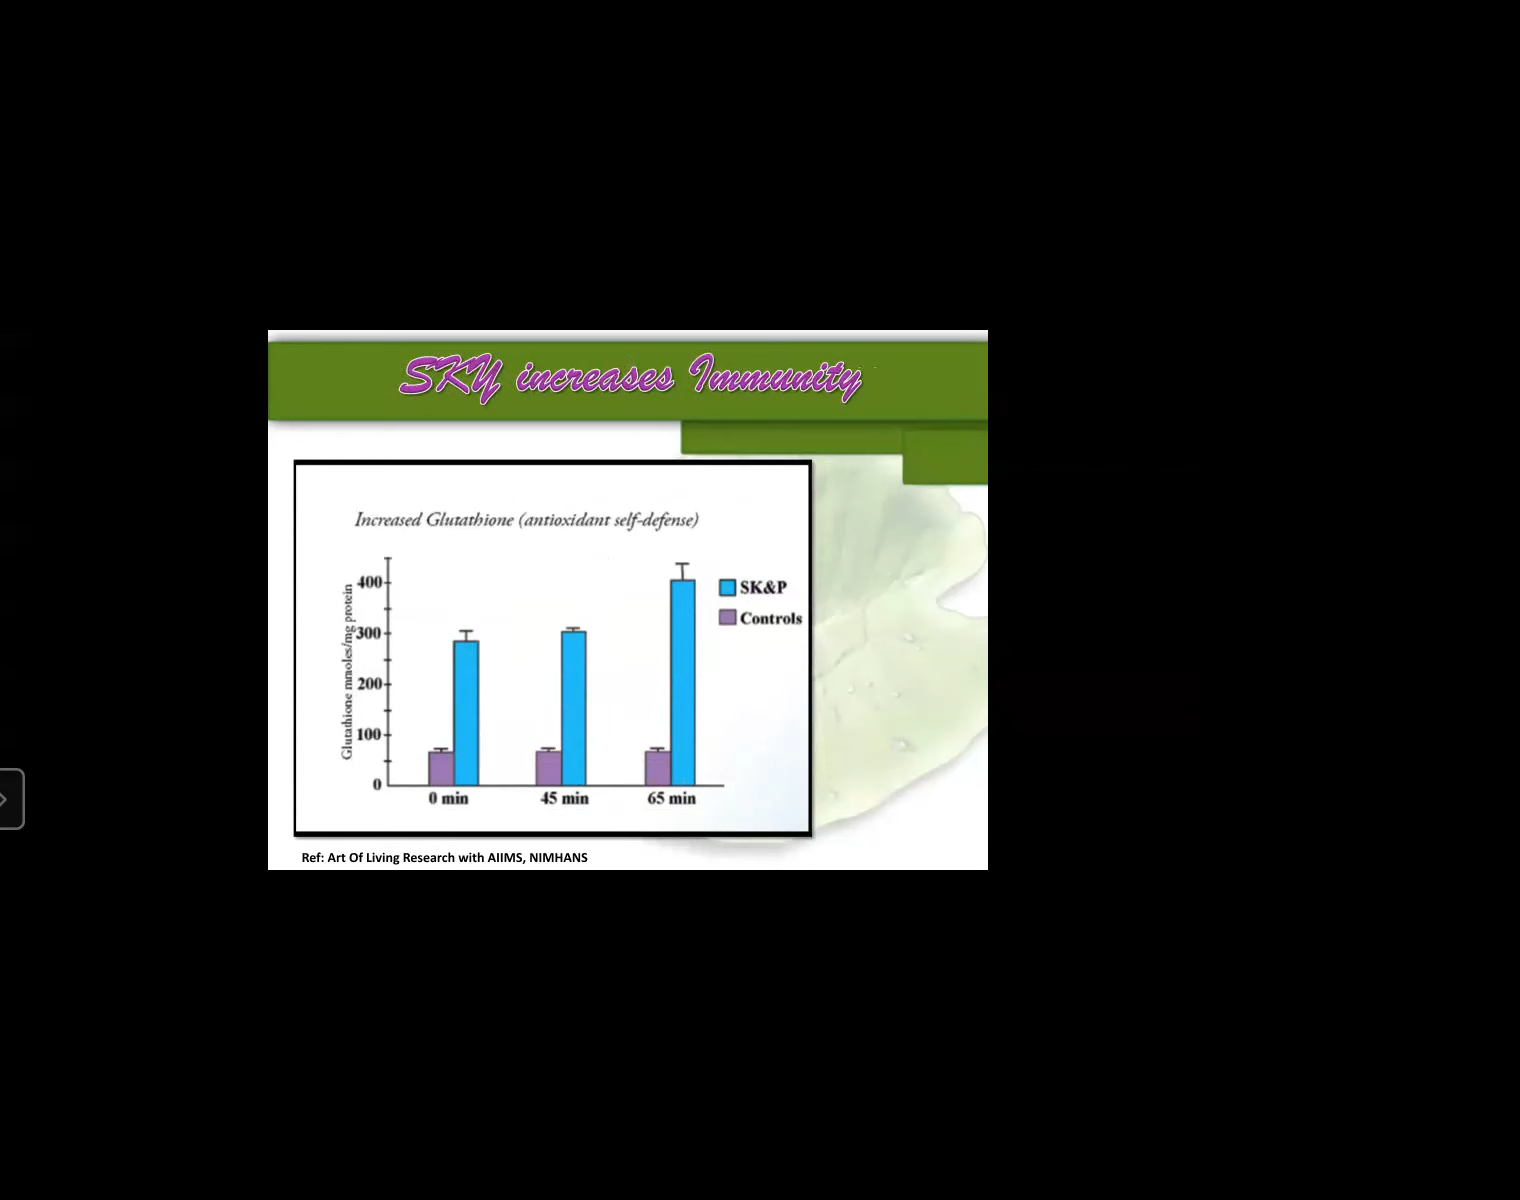 SKY increases Immunity
Increased Glutathione (antioxidant self-defense)
Glutathione mmoles/mg protein
400
300
200
100
0
0 min
45 min
65 min
SK&P
Controls
Ref: Art Of Living Research with AIIMS, NIMHANS